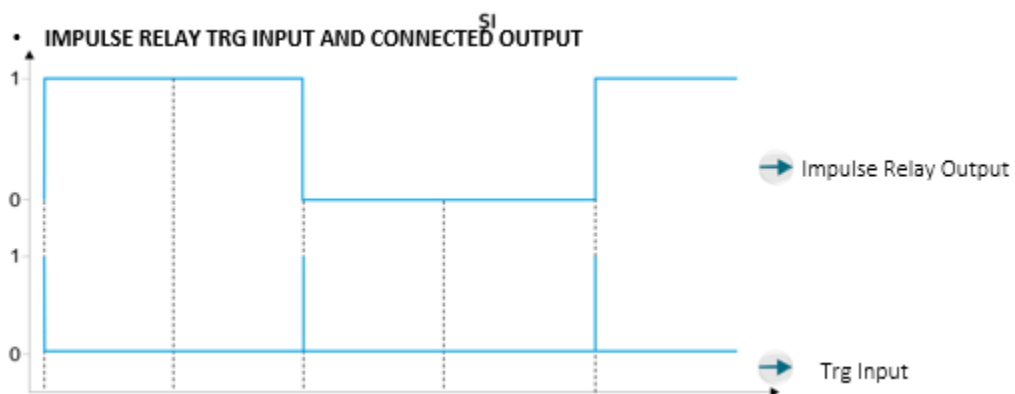 SI
• IMPULSE RELAY TRG INPUT AND CONNECTED OUTPUT
1
Impulse Relay Output
0
1
0
Trg Input